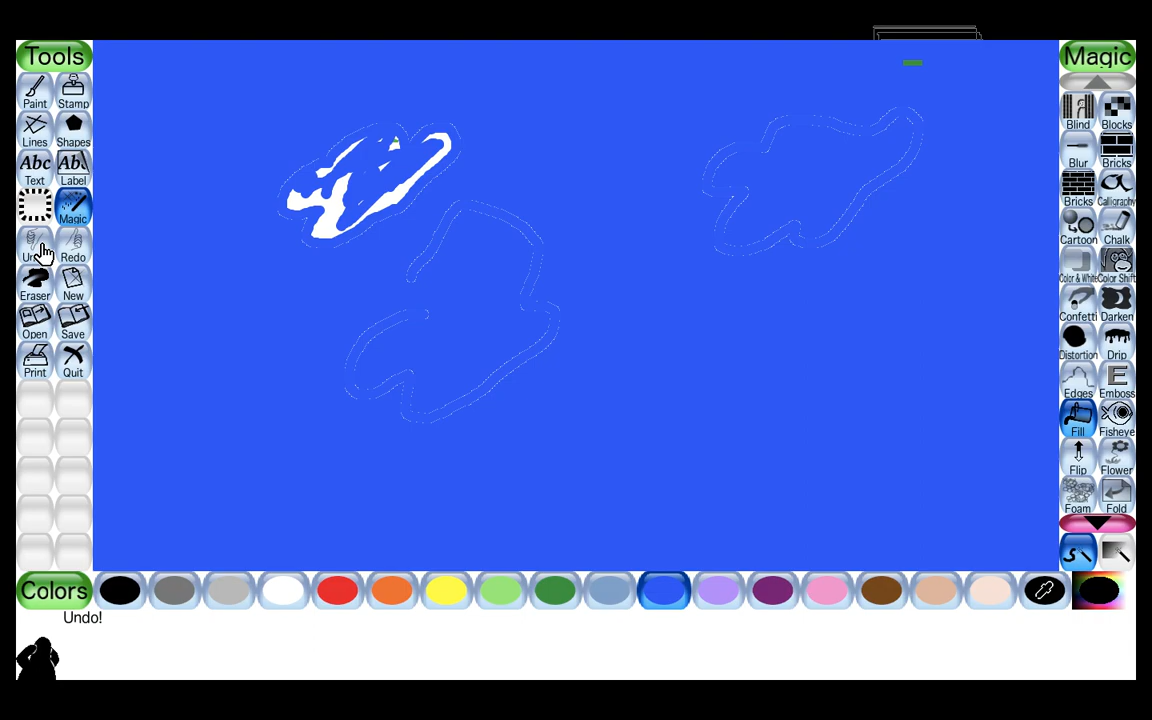 Tools
Magic
Paint Stamp
Blind Blocks
Lines Shapes
Blur Bricks
Abc Abc
Text Label
Bricks Calligraphy
Magic
Cartoon Chalk
Redo
Color & White Color Shift
Eraser New
Confetti Darken
Open Save
Distortion Drip
Print Quit
Edges Emboss
Fill Fisheye
Flip Flower
Foam Fold
Colors
Undo!